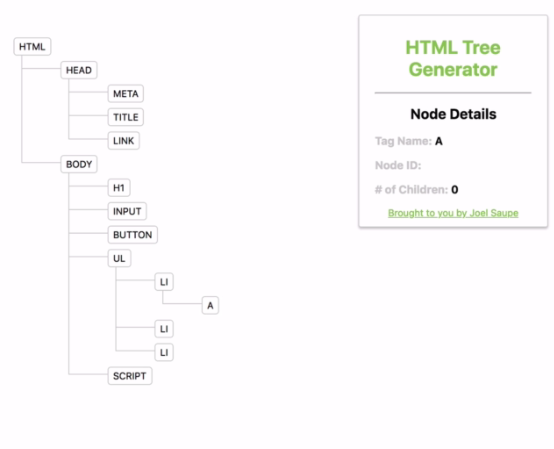 HTML
HEAD
META
TITLE
LINK
BODY
H1
INPUT
BUTTON
UL
LI
A
LI
LI
SCRIPT
HTML Tree
Generator
Node Details
Tag Name: A
Node ID:
# of Children: 0
Brought to you by Joel Saupe